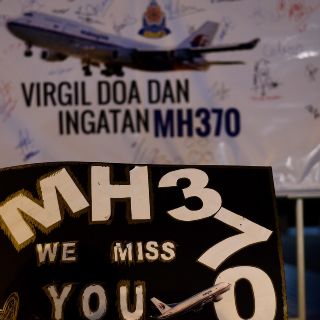 VIRGIL DOA DAN
INGATAN MH370
MH370
WE MISS
YOU